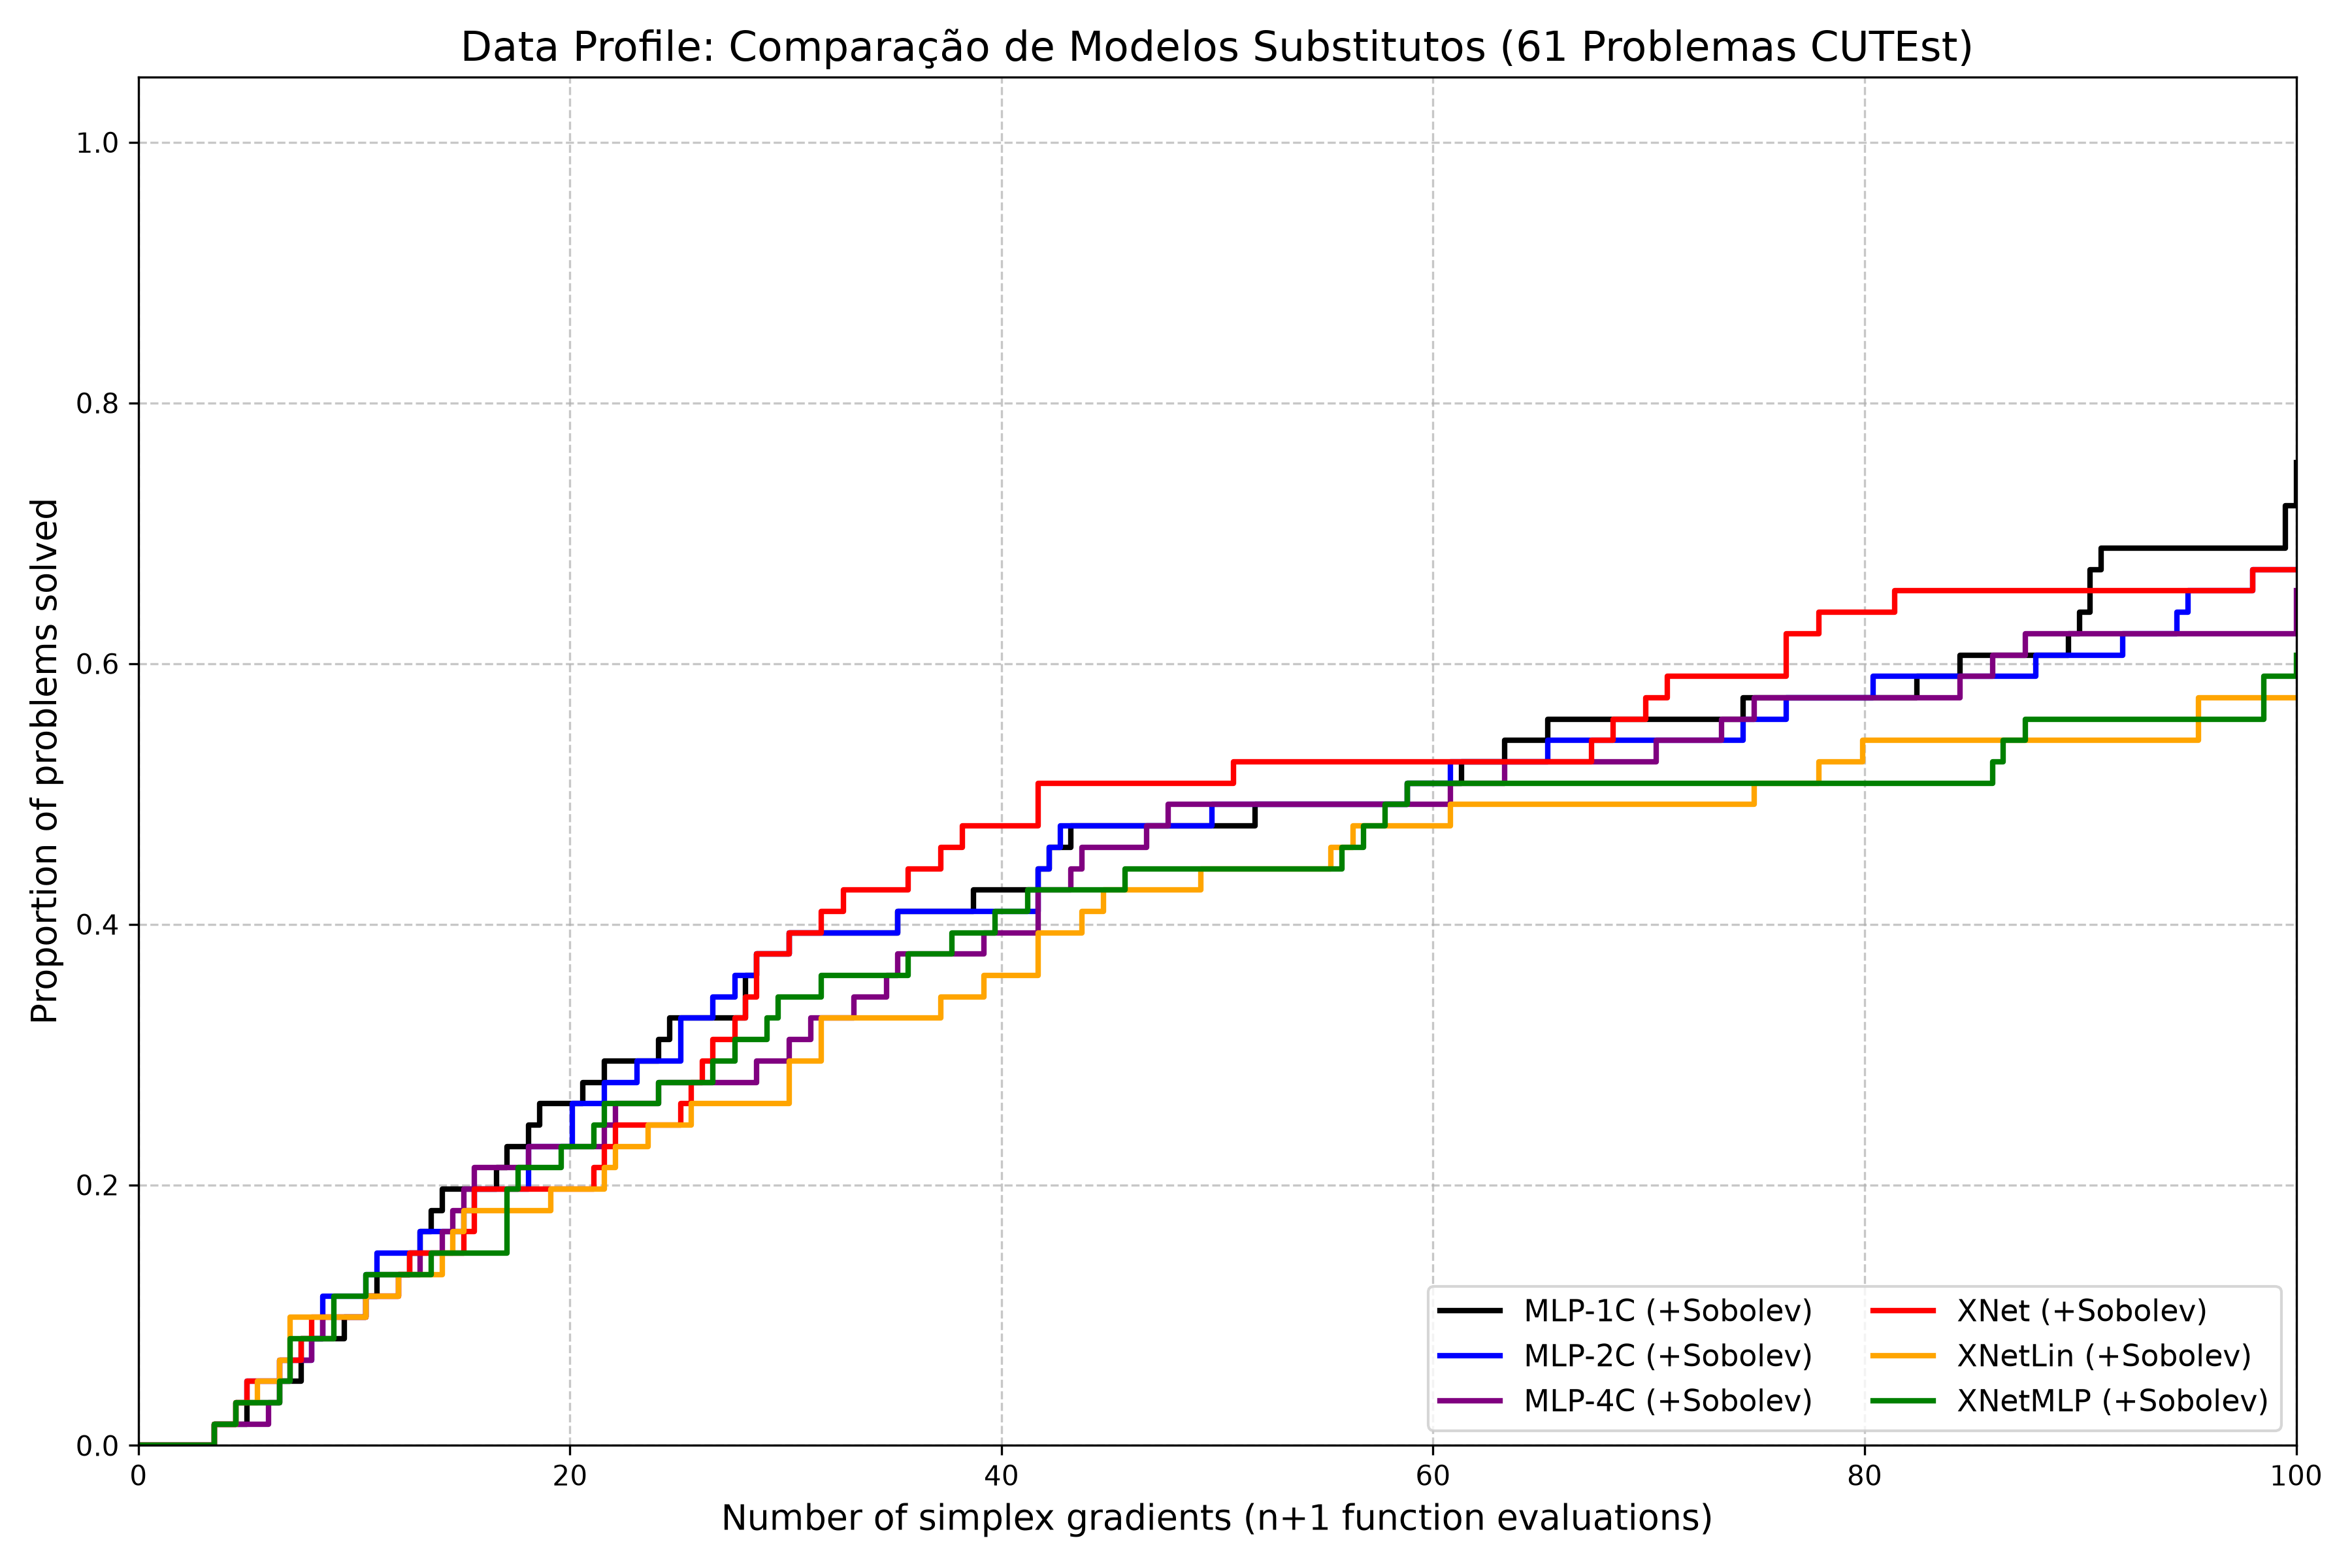 Data Profile: Comparação de Modelos Substitutos (61 Problemas CUTEst)
Proportion of problems solved
1.0
0.8
0.6
0.4
0.2
0.0
0 20 40 60 80 100
Number of simplex gradients (n+1 function evaluations)
MLP-1C (+Sobolev)
MLP-2C (+Sobolev)
MLP-4C (+Sobolev)
XNet (+Sobolev)
XNetLin (+Sobolev)
XNetMLP (+Sobolev)